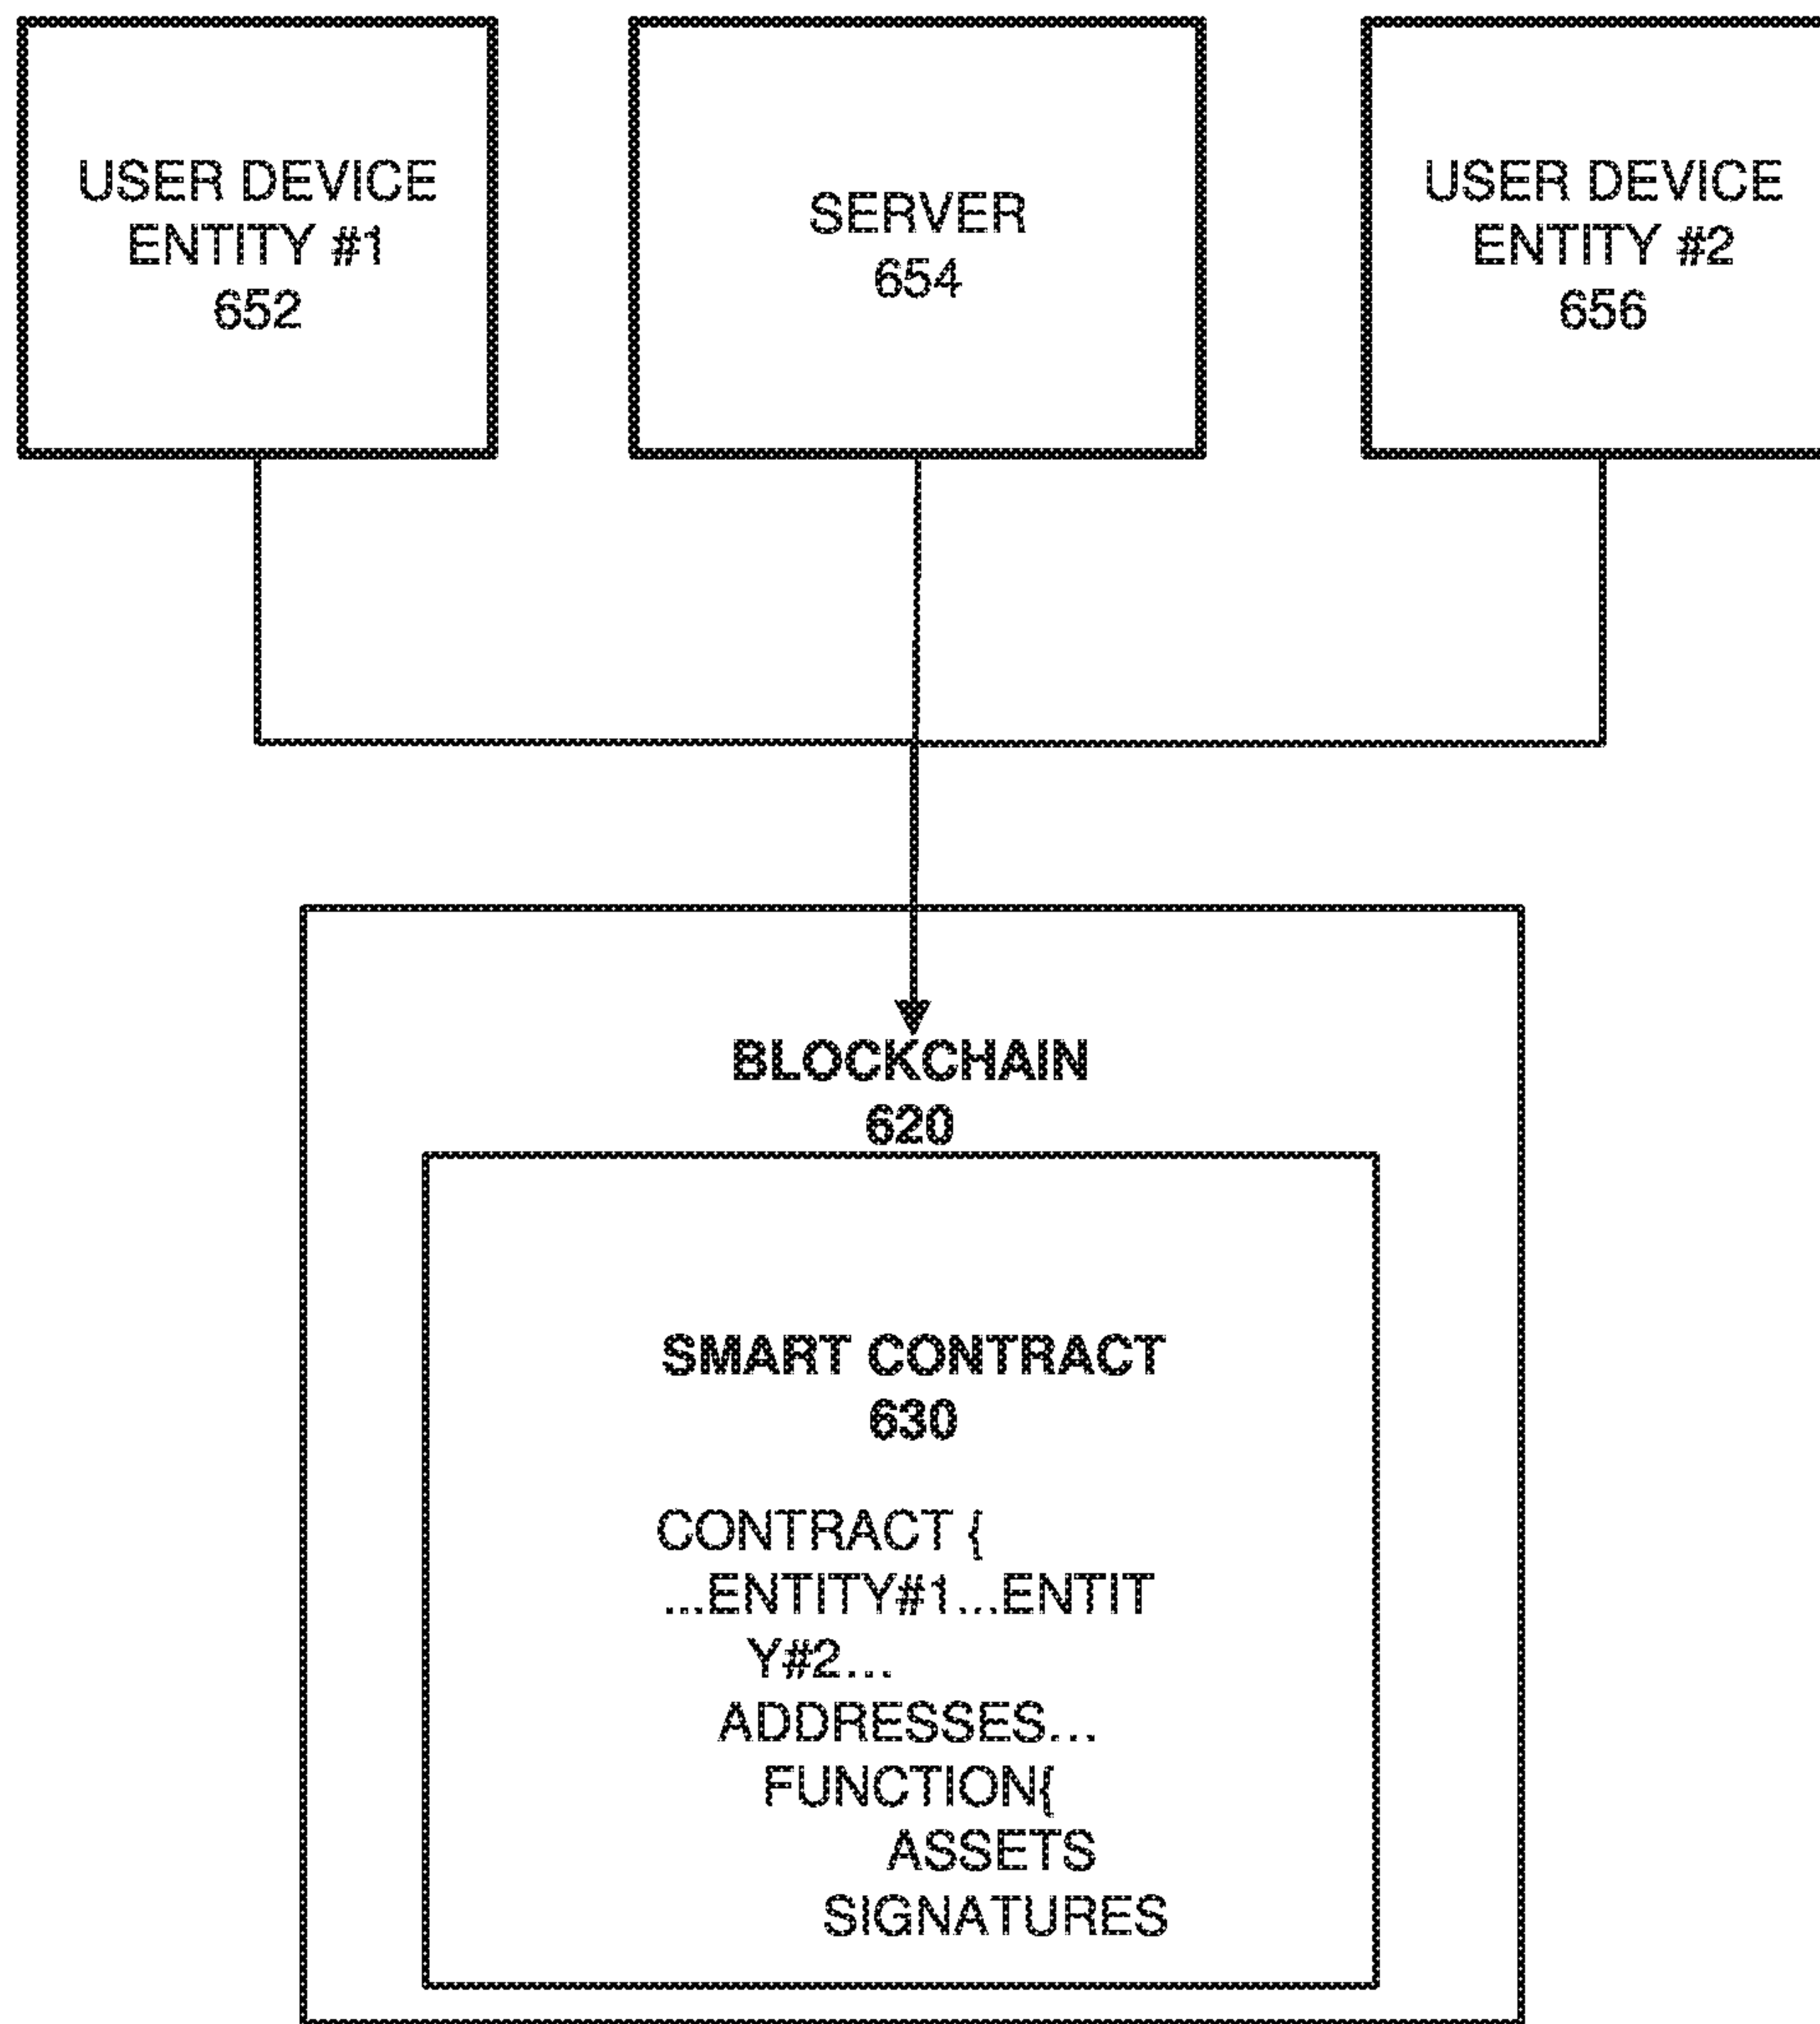 USER DEVICE
ENTITY #1
652
SERVER
654
USER DEVICE
ENTITY #2
656
BLOCKCHAIN
620
SMART CONTRACT
630
CONTRACT {
...ENTITY#1...ENTIT
Y#2...
ADDRESSES...
FUNCTION{
ASSETS
SIGNATURES